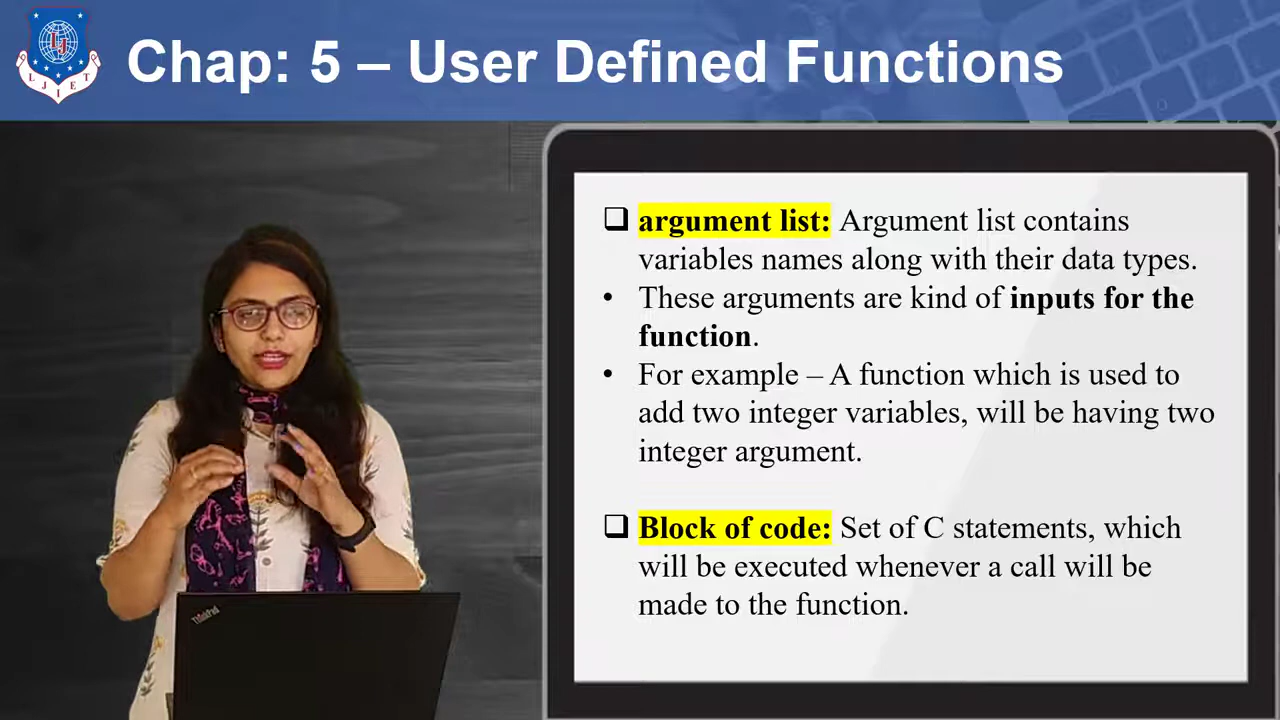 LJ
L J I E T
Chap: 5 – User Defined Functions
❑ argument list: Argument list contains
variables names along with their data types.
• These arguments are kind of inputs for the
function.
• For example – A function which is used to
add two integer variables, will be having two
integer argument.
❑ Block of code: Set of C statements, which
will be executed whenever a call will be
made to the function.
ThinkPad